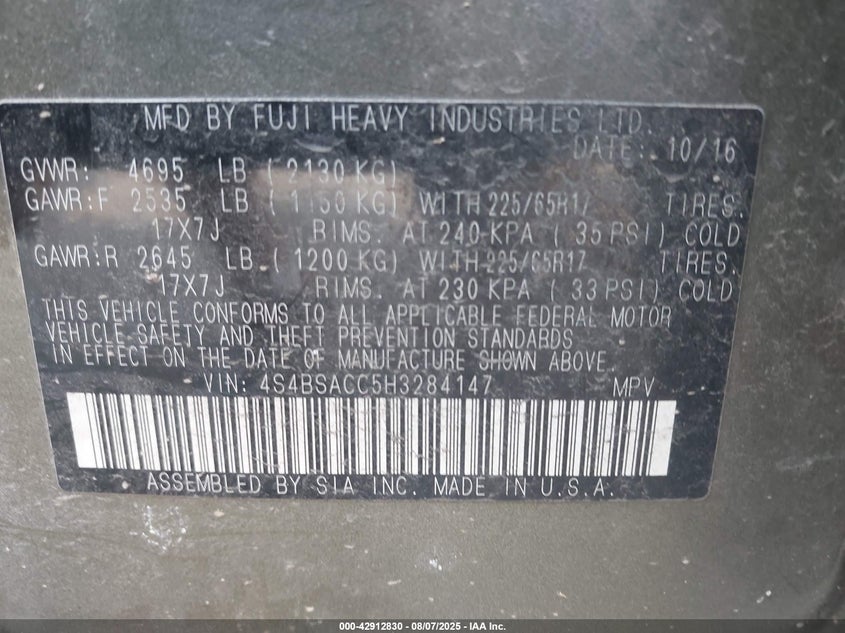 MFD BY FUJI HEAVY INDUSTRIES LTD.
DATE: 10/16
GVWR: 4695 LB (2130 KG)
GAWR:F 2535 LB (1150 KG) WITH 225/65H17 TIRES.
17X7J RIMS. AT 240 KPA (35 PSI) COLD
GAWR:R 2645 LB (1200 KG) WITH 225/65R17 TIRES.
17X7J RIMS. AT 230 KPA (33 PSI) COLD
THIS VEHICLE CONFORMS TO ALL APPLICABLE FEDERAL MOTOR
VEHICLE-SAFETY AND THEFT PREVENTION STANDARDS
IN EFFECT ON THE DATE OF MANUFACTURE SHOWN ABOVE.
VIN: 4S4BSACC5H3284147 MPV
ASSEMBLED BY SIA INC. MADE IN U.S.A.
000-42912830 - 08/07/2025 - IAA Inc.